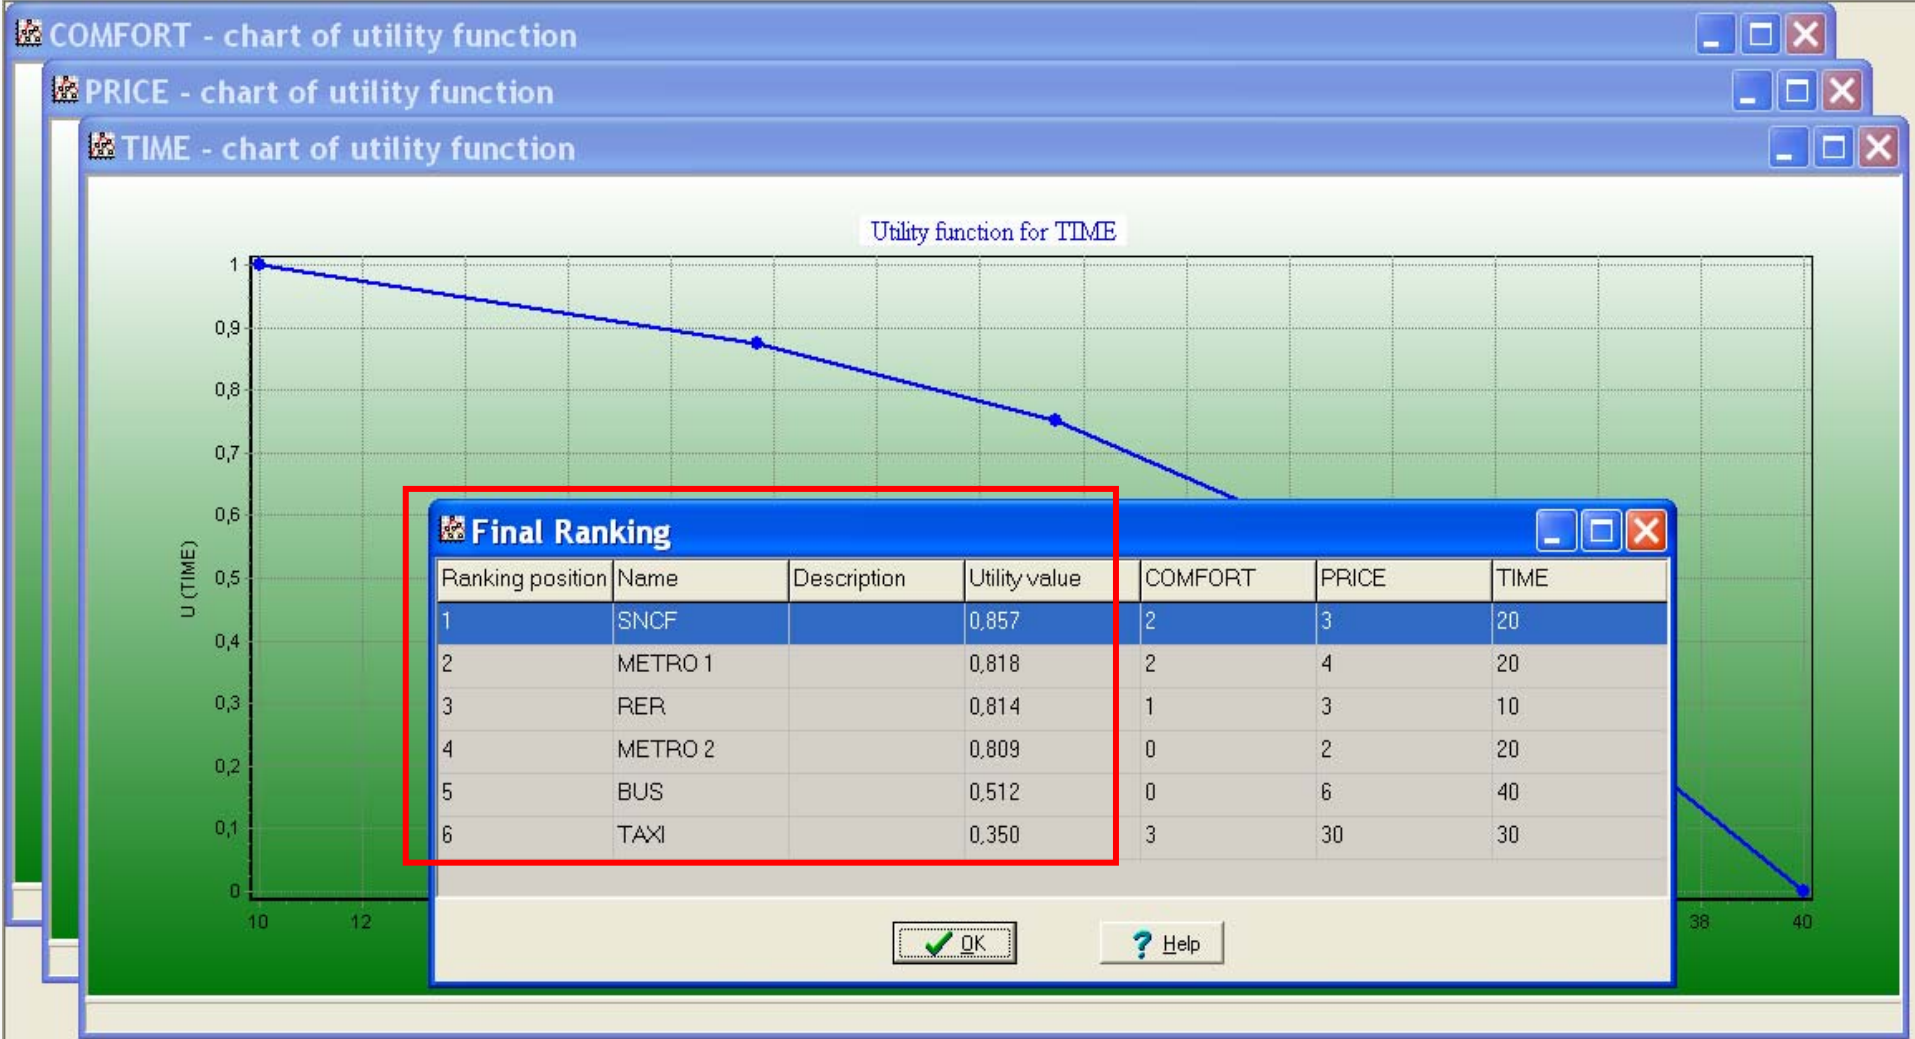 COMFORT - chart of utility function
PRICE - chart of utility function
TIME - chart of utility function
Utility function for TIME
1
0,9
0,8
0,7
0,6
0,5
0,4
0,3
0,2
0,1
0
U (TIME)
10 12 38 40
Final Ranking
Ranking position Name Description Utility value COMFORT PRICE TIME
1 SNCF 0,857 2 3 20
2 METRO 1 0,818 2 4 20
3 RER 0,814 1 3 10
4 METRO 2 0,809 0 2 20
5 BUS 0,512 0 6 40
6 TAXI 0,350 3 30 30
OK ? Help